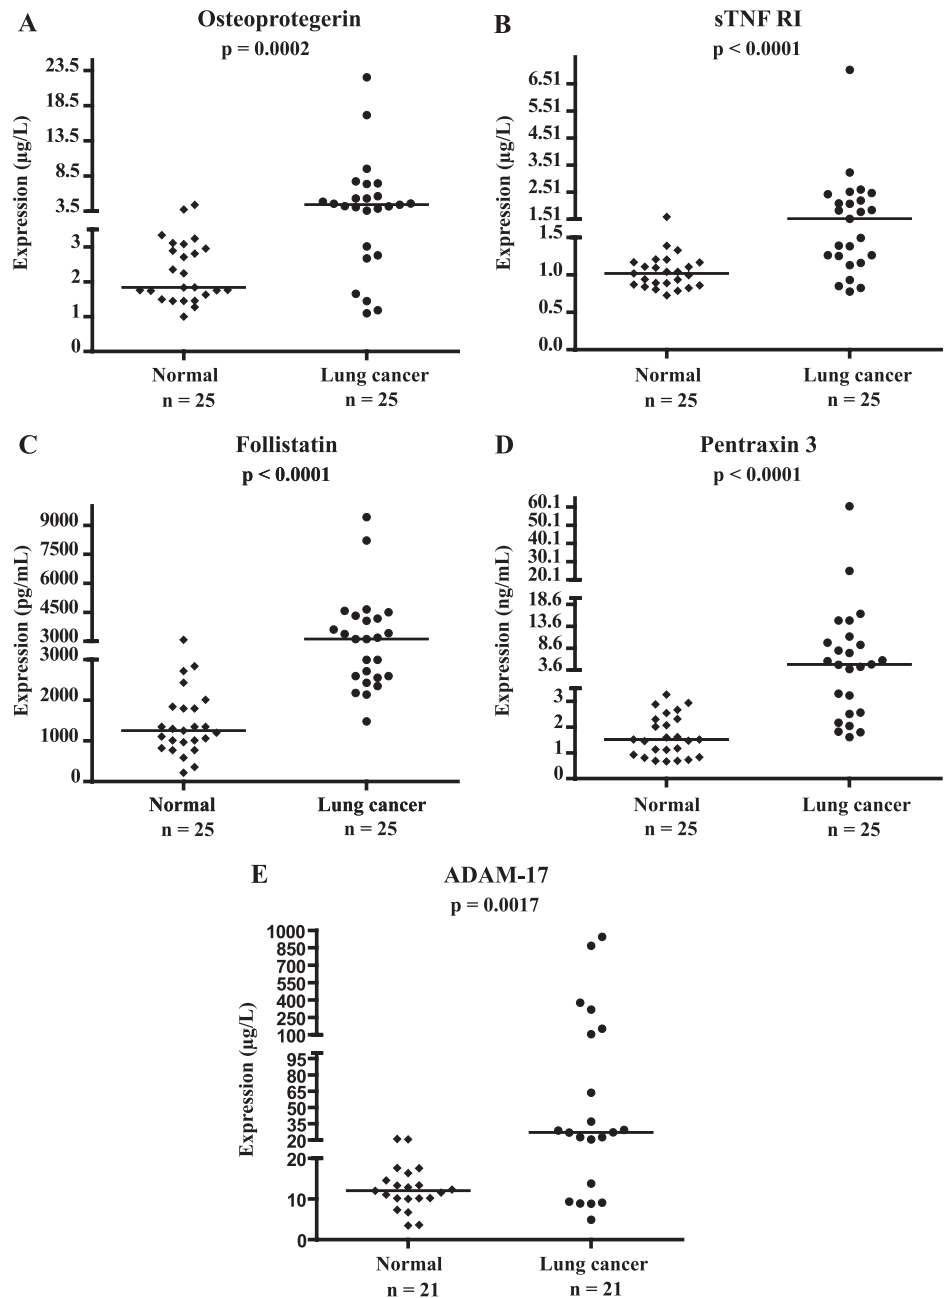 A
Osteoprotegerin
p = 0.0002
Expression (µg/L)
23.5
18.5
13.5
8.5
3.5
3
2
1
0
Normal
Lung cancer
n = 25
n = 25
B
sTNF RI
p < 0.0001
Expression (µg/L)
6.51
5.51
4.51
3.51
2.51
1.51
1.5
1.0
0.5
0.0
Normal
Lung cancer
n = 25
n = 25
C
Follistatin
p < 0.0001
Expression (pg/mL)
9000
7500
6000
4500
3000
3000
2000
1000
0
Normal
Lung cancer
n = 25
n = 25
D
Pentraxin 3
p < 0.0001
Expression (ng/mL)
60.1
50.1
40.1
30.1
20.1
18.6
13.6
8.6
3.6
3
2
1
0
Normal
Lung cancer
n = 25
n = 25
E
ADAM-17
p = 0.0017
Expression (µg/L)
1000
850
700
550
400
250
100
95
80
65
50
35
20
20
10
0
Normal
Lung cancer
n = 21
n = 21